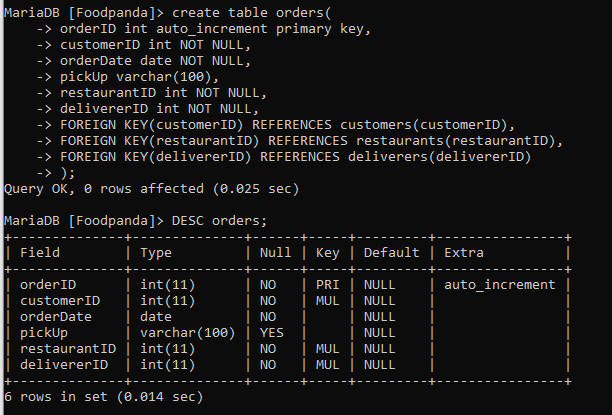 MariaDB [Foodpanda]> create table orders(
    -> orderID int auto_increment primary key,
    -> customerID int NOT NULL,
    -> orderDate date NOT NULL,
    -> pickUp varchar(100),
    -> restaurantID int NOT NULL,
    -> delivererID int NOT NULL,
    -> FOREIGN KEY(customerID) REFERENCES customers(customerID),
    -> FOREIGN KEY(restaurantID) REFERENCES restaurants(restaurantID),
    -> FOREIGN KEY(delivererID) REFERENCES deliverers(delivererID)
    -> );
Query OK, 0 rows affected (0.025 sec)

MariaDB [Foodpanda]> DESC orders;
+--------------+--------------+------+-----+---------+----------------+
| Field        | Type         | Null | Key | Default | Extra          |
+--------------+--------------+------+-----+---------+----------------+
| orderID      | int(11)      | NO   | PRI | NULL    | auto_increment |
| customerID   | int(11)      | NO   | MUL | NULL    |                |
| orderDate    | date         | NO   |     | NULL    |                |
| pickUp       | varchar(100) | YES  |     | NULL    |                |
| restaurantID | int(11)      | NO   | MUL | NULL    |                |
| delivererID  | int(11)      | NO   | MUL | NULL    |                |
+--------------+--------------+------+-----+---------+----------------+
6 rows in set (0.014 sec)